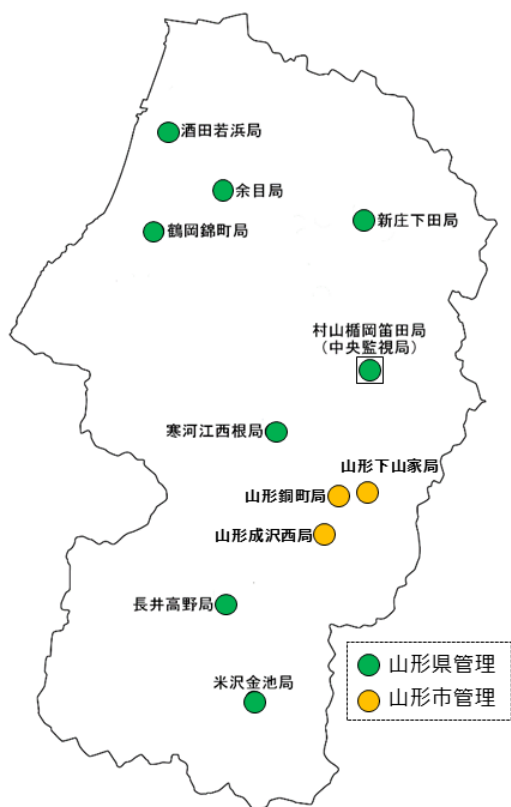 酒田若浜局
余目局
新庄下田局
鶴岡錦町局
村山楯岡笛田局
(中央監視局)
寒河江西根局
山形下山家局
山形銅町局
山形成沢西局
長井高野局
米沢金池局
山形県管理
山形市管理